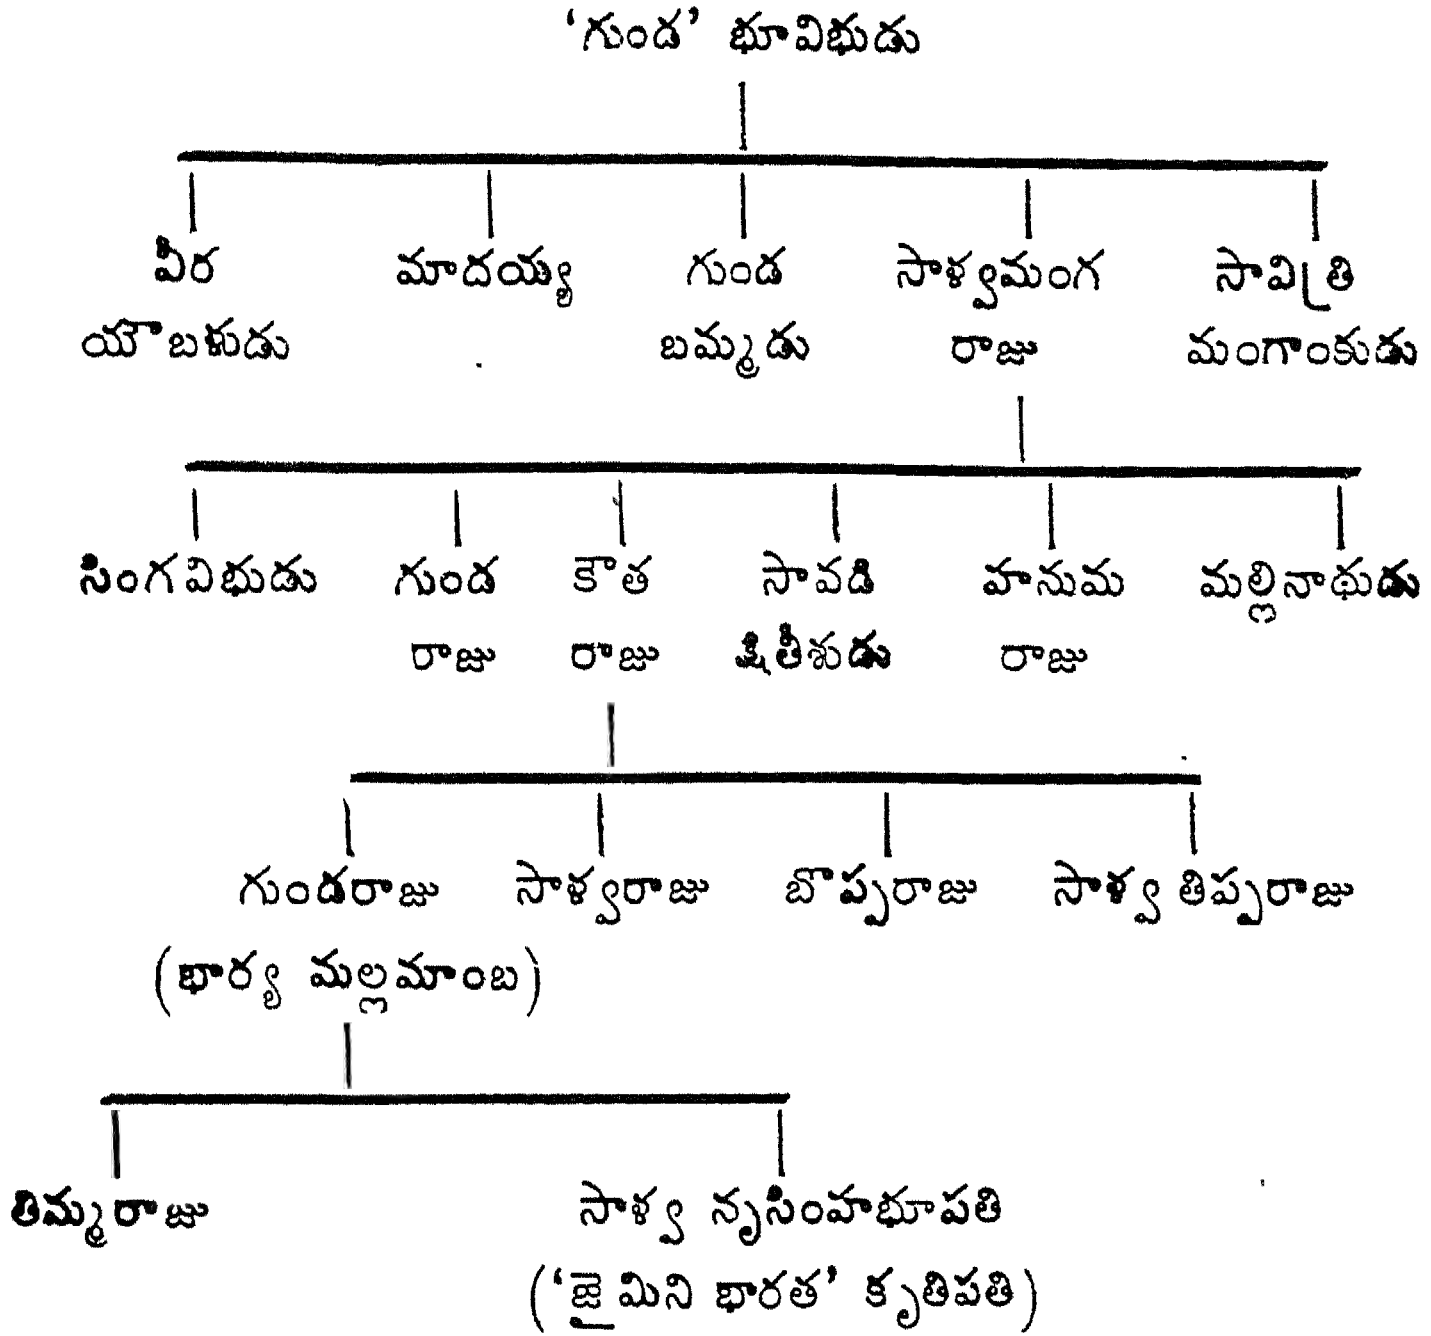 ‘గుండ’ భూవిభుడు
వీర మాదయ్య గుండ సాళ్వమంగ సావిత్రి
యౌబళుడు బమ్మడు రాజు మంగాంకుడు
సింగవిభుడు గుండ కౌత సావడి హనుమ మల్లినాథుడు
రాజు రాజు క్షితీశుడు రాజు
గుండరాజు సాళ్వరాజు బొప్పరాజు సాళ్వ తిప్పరాజు
(భార్య మల్లమాంబ)
తిమ్మరాజు సాళ్వ నృసింహభూపతి
(‘జైమిని భారత’ కృతిపతి)